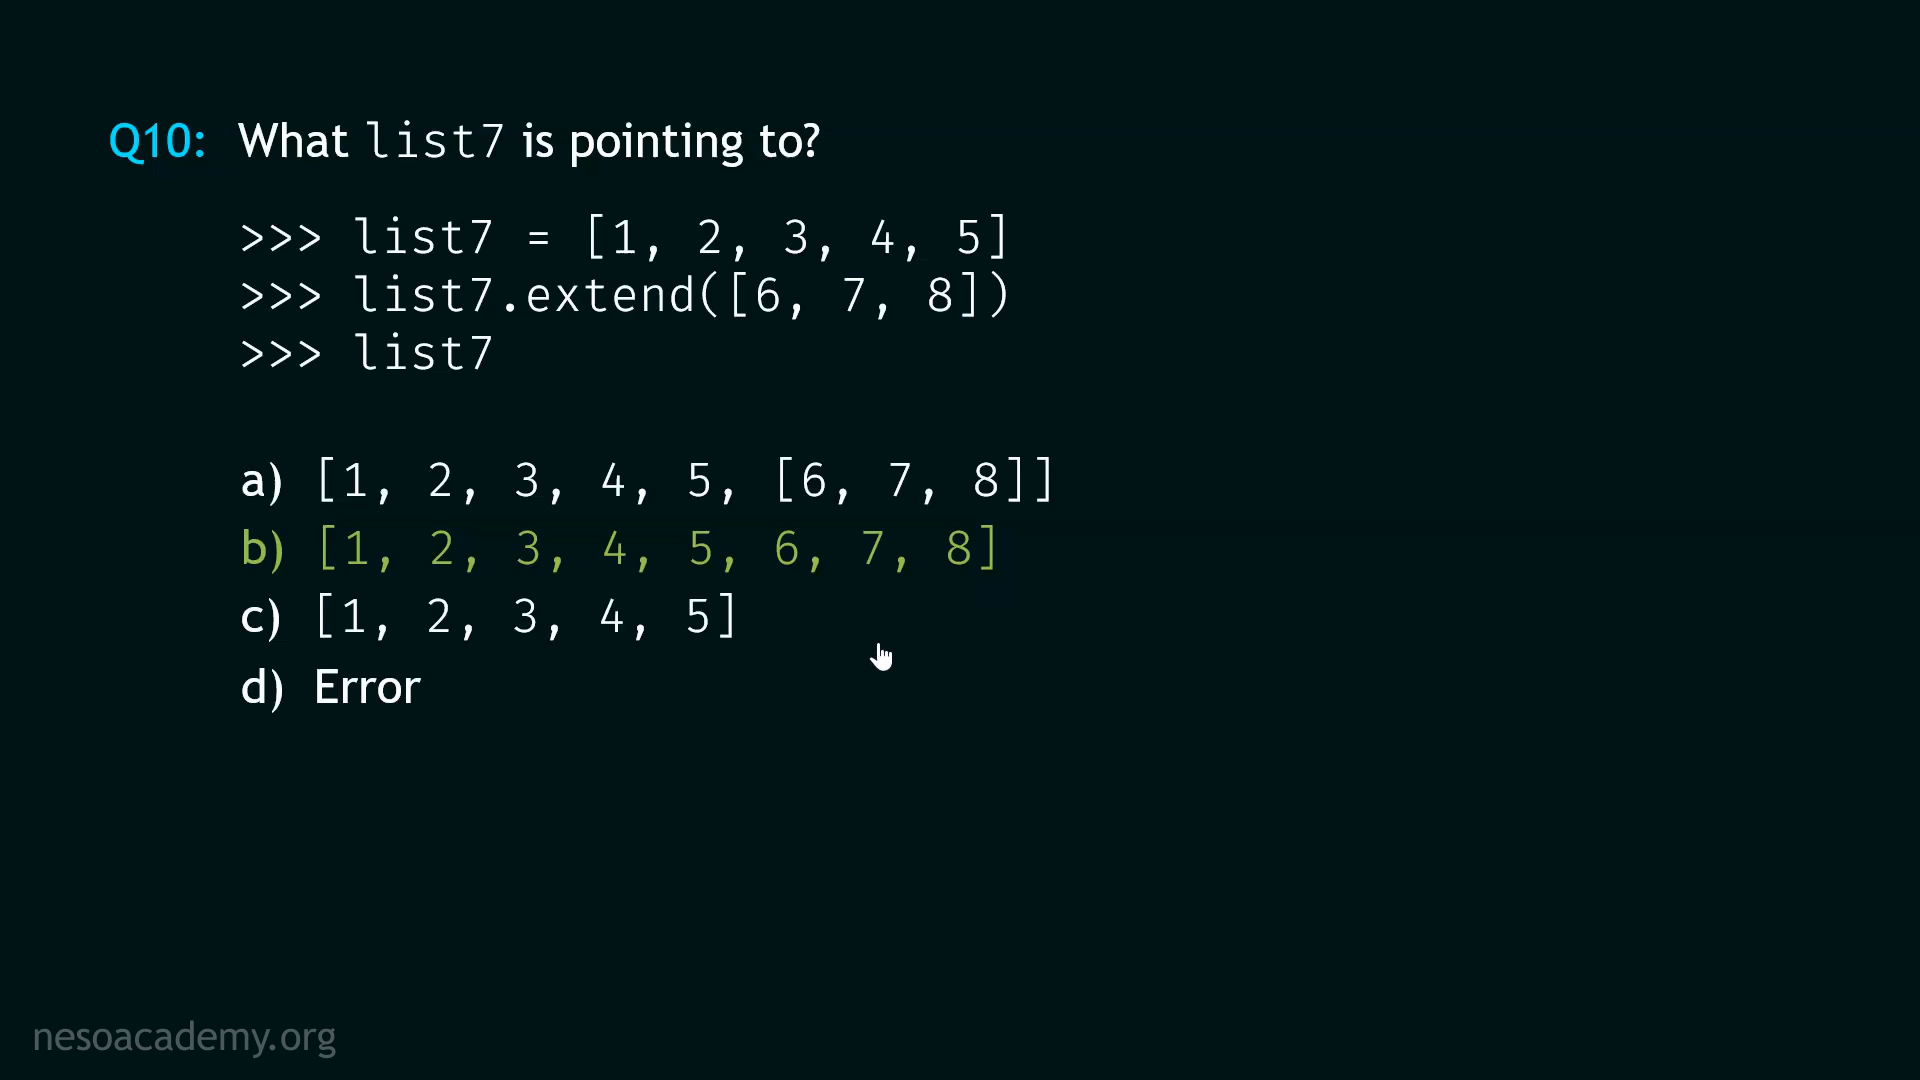 Q10: What list7 is pointing to?
>>> list7 = [1, 2, 3, 4, 5]
>>> list7.extend([6, 7, 8])
>>> list7
a) [1, 2, 3, 4, 5, [6, 7, 8]]
b) [1, 2, 3, 4, 5, 6, 7, 8]
c) [1, 2, 3, 4, 5]
d) Error
nesoacademy.org